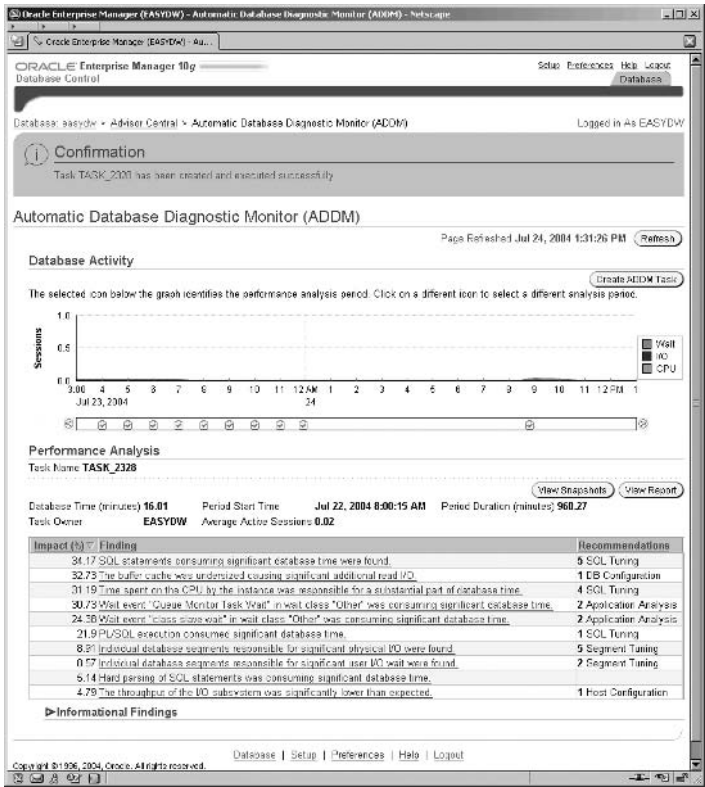 Oracle Enterprise Manager (EASYDW) - Automatic Database Diagnostic Monitor (ADDM) - Netscape
Oracle Enterprise Manager (EASYDW) - Au...
ORACLE Enterprise Manager 10g
Database Control
Setup Preferences Help Logout
Database
Database: easydw > Advisor Central > Automatic Database Diagnostic Monitor (ADDM) Logged in As EASYDW
Confirmation
Task TASK_2328 has been created and executed successfully
Automatic Database Diagnostic Monitor (ADDM)
Page Refreshed Jul 24, 2004 1:31:26 PM Refresh
Database Activity
Create ADDM Task
The selected icon below the graph identifies the performance analysis period. Click on a different icon to select a different analysis period.
Sessions
1.0
0.5
0.0
Wait
I/O
CPU
3:00 4 5 6 7 8 9 10 11 12 AM 1 2 3 4 5 6 7 8 9 10 11 12 PM 1
Jul 23, 2004 24
Performance Analysis
Task Name TASK_2328
View Snapshots View Report
Database Time (minutes) 16.01 Period Start Time Jul 22, 2004 8:00:15 AM Period Duration (minutes) 960.27
Task Owner EASYDW Average Active Sessions 0.02
Impact (%) Finding Recommendations
34.17 SQL statements consuming significant database time were found. 5 SQL Tuning
32.73 The buffer cache was undersized causing significant additional read I/O. 1 DB Configuration
31.19 Time spent on the CPU by the instance was responsible for a substantial part of database time. 4 SQL Tuning
30.73 Wait event "Queue Monitor Task Wait" in wait class "Other" was consuming significant database time. 2 Application Analysis
24.38 Wait event "class slave wait" in wait class "Other" was consuming significant database time. 2 Application Analysis
21.9 PL/SQL execution consumed significant database time. 1 SQL Tuning
8.91 Individual database segments responsible for significant physical I/O were found. 5 Segment Tuning
Individual database segments responsible for significant user I/O wait were found. 2 Segment Tuning
5.14 Hard parsing of SQL statements was consuming significant database time.
4.79 The throughput of the I/O subsystem was significantly lower than expected. 1 Host Configuration
Informational Findings
Database | Setup | Preferences | Help | Logout
Copyright © 1996, 2004, Oracle. All rights reserved.